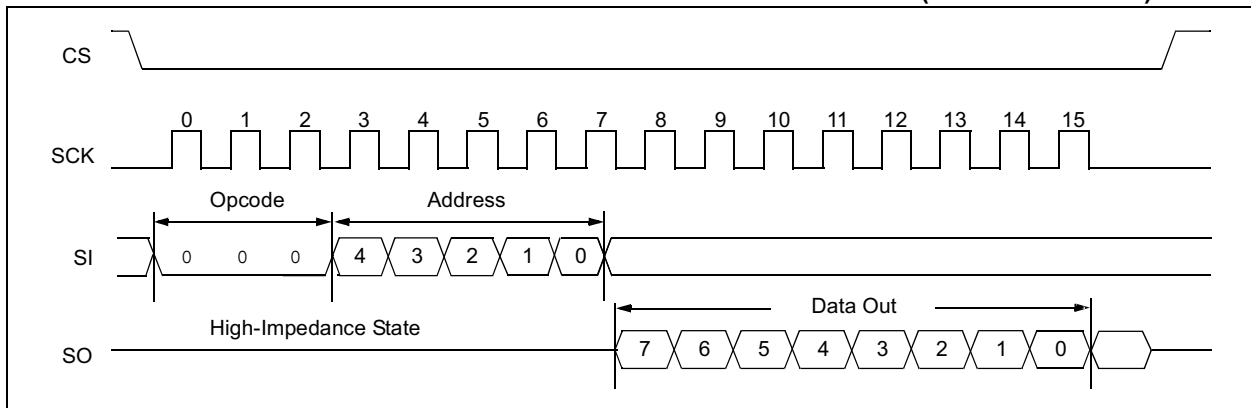 CS
0 1 2 3 4 5 6 7 8 9 10 11 12 13 14 15
SCK
Opcode Address
SI 0 0 0 4 3 2 1 0
Data Out
High-Impedance State
SO 7 6 5 4 3 2 1 0